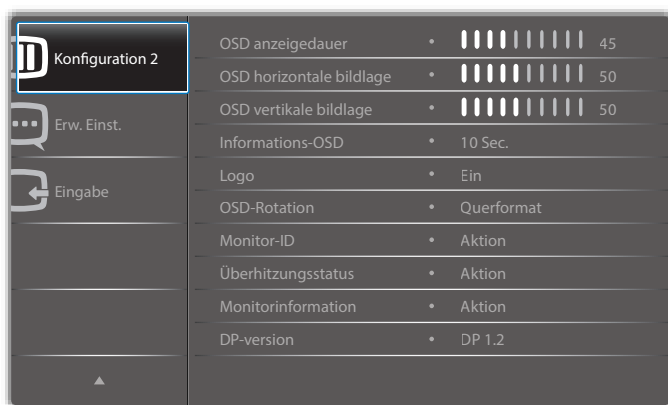 Konfiguration 2
Erw. Einst.
Eingabe
OSD anzeigedauer • 45
OSD horizontale bildlage • 50
OSD vertikale bildlage • 50
Informations-OSD • 10 Sec.
Logo • Ein
OSD-Rotation • Querformat
Monitor-ID • Aktion
Überhitzungsstatus • Aktion
Monitorinformation • Aktion
DP-version • DP 1.2